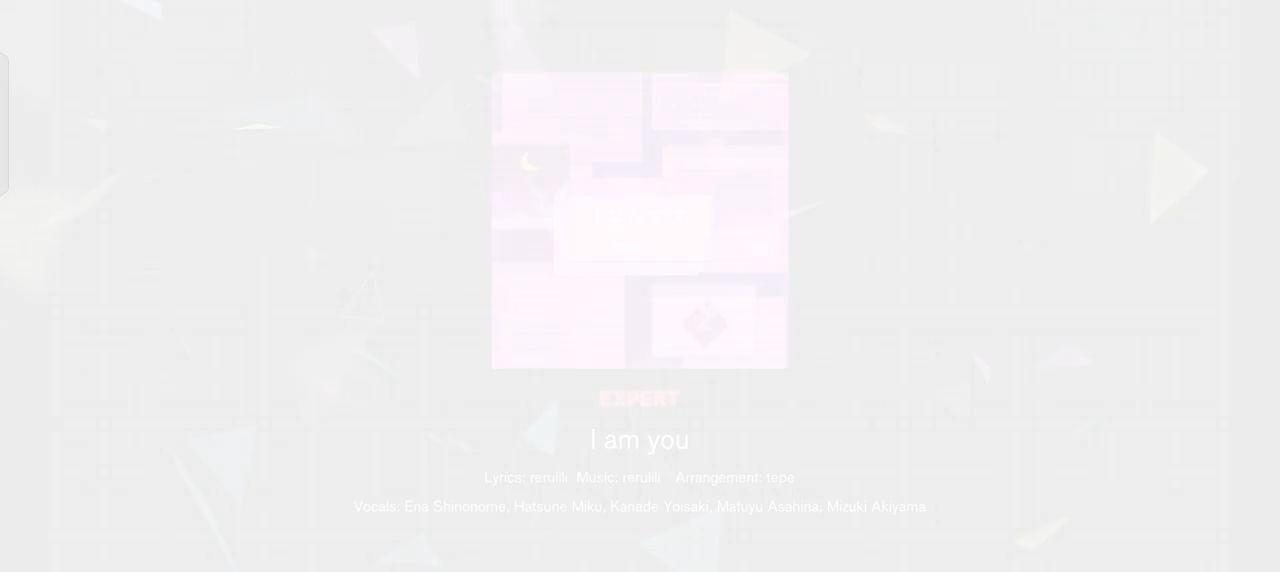 EXPERT
I am you
Lyrics: rerulili Music: rerulili Arrangement: tepe
Vocals: Ena Shinonome, Hatsune Miku, Kanade Yoisaki, Mafuyu Asahina, Mizuki Akiyama